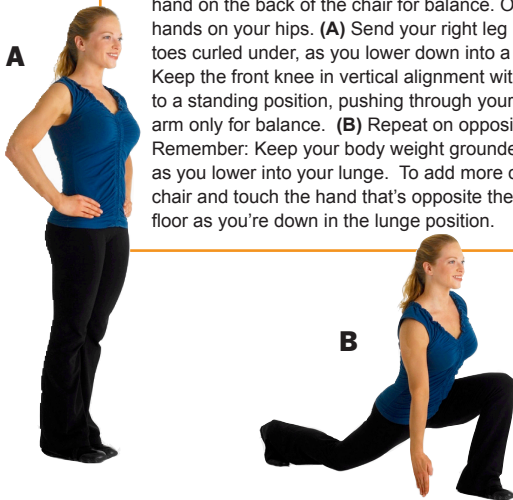 hand on the back of the chair for balance. O
hands on your hips. (A) Send your right leg
toes curled under, as you lower down into a
Keep the front knee in vertical alignment wit
to a standing position, pushing through your
arm only for balance. (B) Repeat on opposi
Remember: Keep your body weight grounde
as you lower into your lunge. To add more c
chair and touch the hand that's opposite the
floor as you're down in the lunge position.
A
B